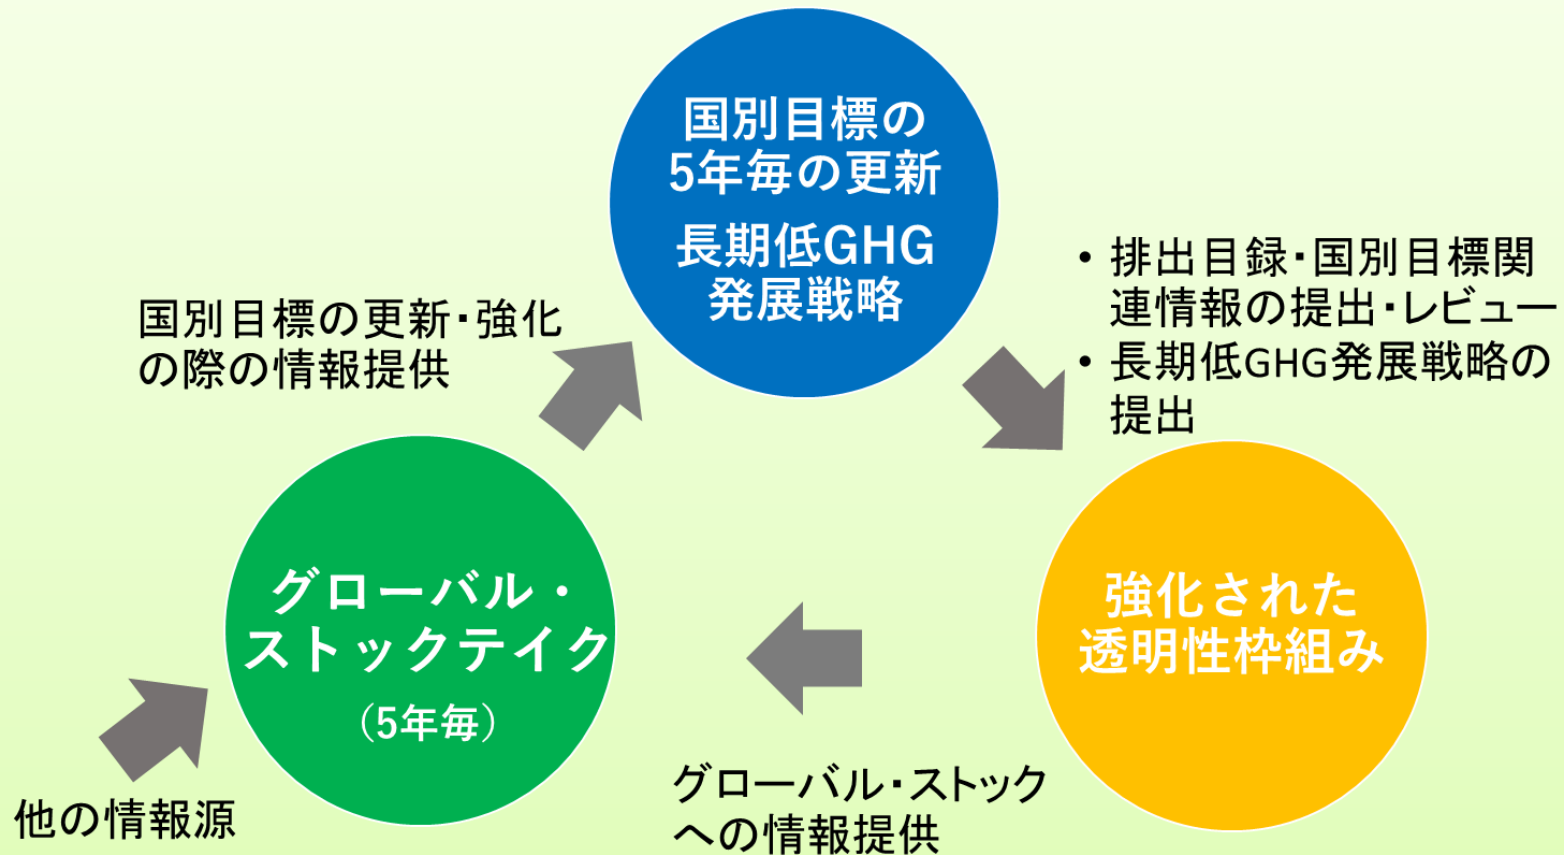 国別目標の
5年毎の更新
長期低GHG
発展戦略
• 排出目録・国別目標関
連情報の提出・レビュー
• 長期低GHG発展戦略の
提出
国別目標の更新・強化
の際の情報提供
グローバル・
ストックテイク
(5年毎)
強化された
透明性枠組み
他の情報源
グローバル・ストック
への情報提供